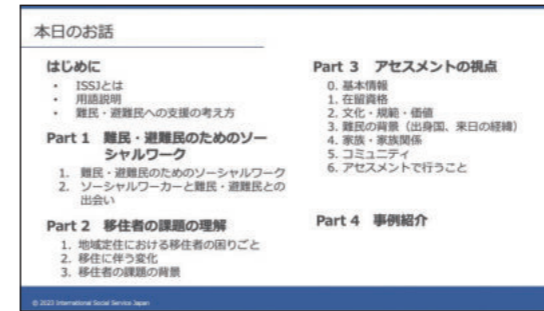 本日のお話
はじめに
・ ISSJとは
・ 用語説明
・ 難民・避難民への支援の考え方
Part 1 難民・避難民のためのソー
シャルワーク
1. 難民・避難民のためのソーシャルワーク
2. ソーシャルワーカーと難民・避難民との
出会い
Part 2 移住者の課題の理解
1. 地域定住における移住者の困りごと
2. 移住に伴う変化
3. 移住者の課題の背景
Part 3 アセスメントの視点
0. 基本情報
1. 在留資格
2. 文化・規範・価値
3. 難民の背景（出身国、来日の経緯）
4. 家族・家族関係
5. コミュニティ
6. アセスメントで行うこと
Part 4 事例紹介
© 2023 International Social Service Japan